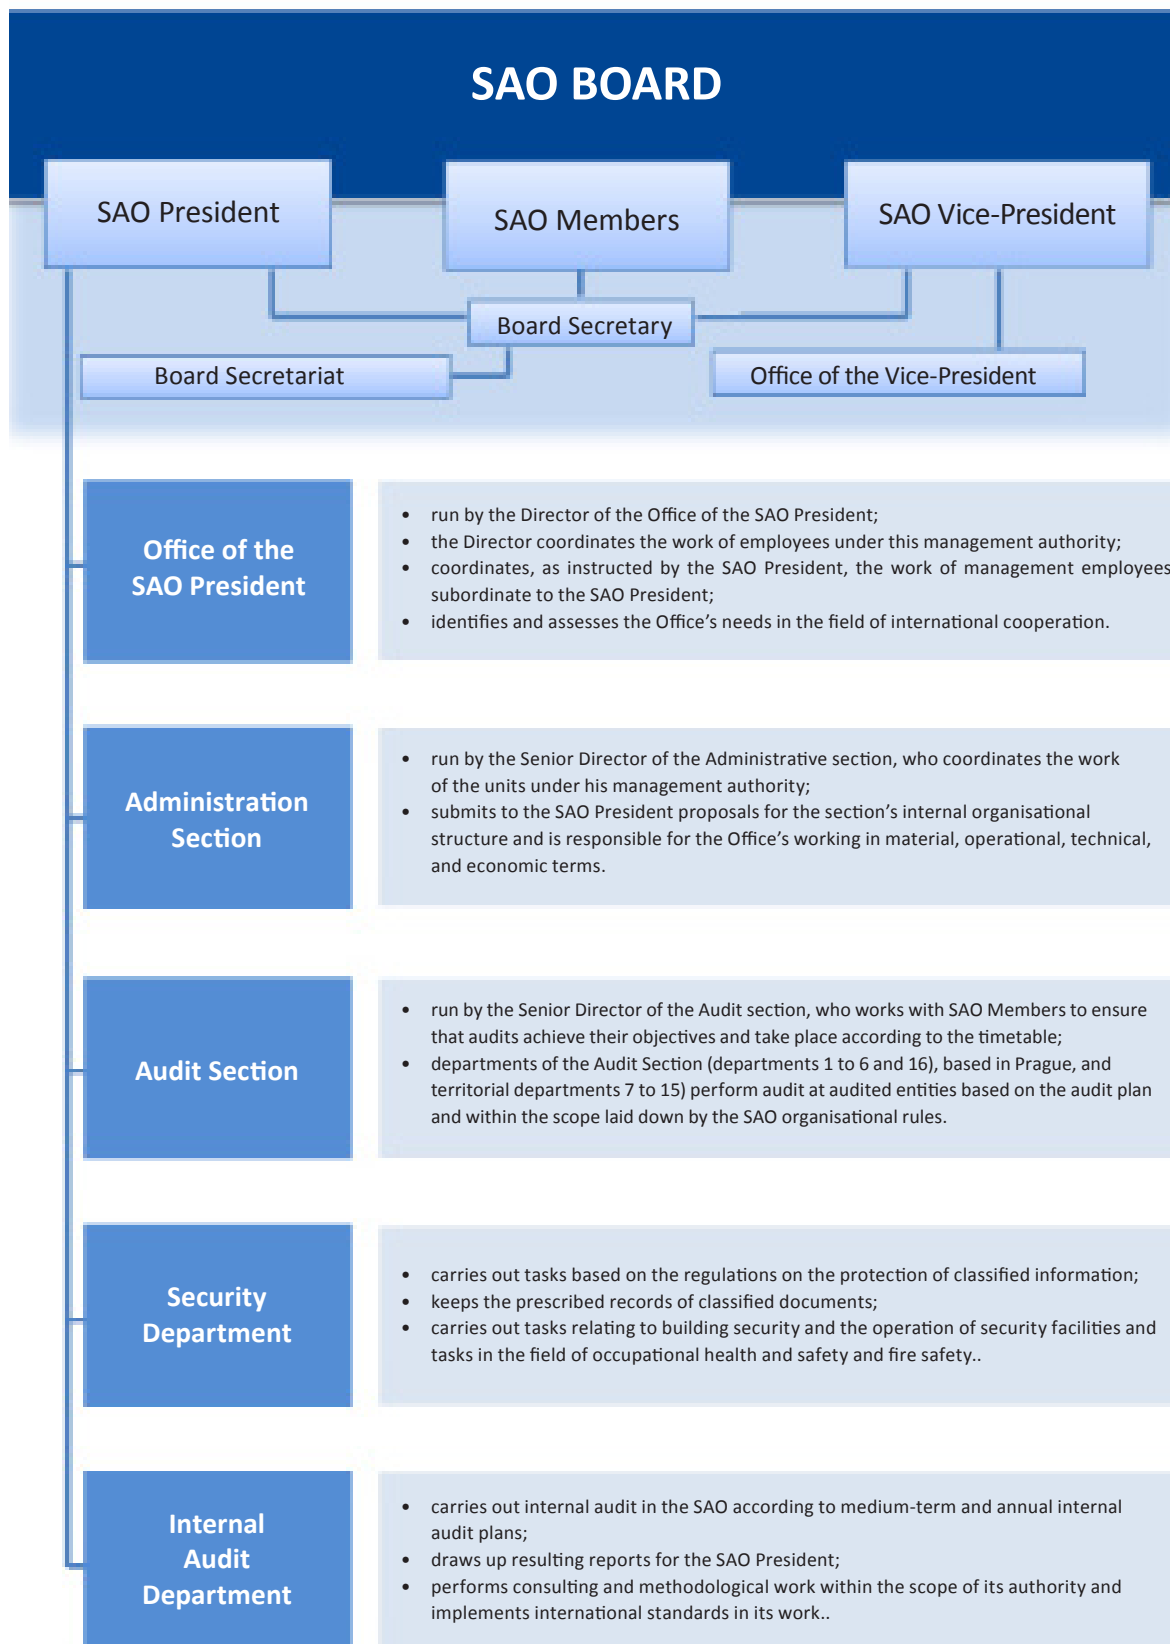 SAO BOARD
SAO President
SAO Members
SAO Vice-President
Board Secretary
Board Secretariat
Office of the Vice-President
Office of the
SAO President
• run by the Director of the Office of the SAO President;
• the Director coordinates the work of employees under this management authority;
• coordinates, as instructed by the SAO President, the work of management employees
subordinate to the SAO President;
• identifies and assesses the Office's needs in the field of international cooperation.
Administration
Section
• run by the Senior Director of the Administrative section, who coordinates the work
of the units under his management authority;
• submits to the SAO President proposals for the section's internal organisational
structure and is responsible for the Office's working in material, operational, technical,
and economic terms.
Audit Section
• run by the Senior Director of the Audit section, who works with SAO Members to ensure
that audits achieve their objectives and take place according to the timetable;
• departments of the Audit Section (departments 1 to 6 and 16), based in Prague, and
territorial departments 7 to 15) perform audit at audited entities based on the audit plan
and within the scope laid down by the SAO organisational rules.
Security
Department
• carries out tasks based on the regulations on the protection of classified information;
• keeps the prescribed records of classified documents;
• carries out tasks relating to building security and the operation of security facilities and
tasks in the field of occupational health and safety and fire safety..
Internal
Audit
Department
• carries out internal audit in the SAO according to medium-term and annual internal
audit plans;
• draws up resulting reports for the SAO President;
• performs consulting and methodological work within the scope of its authority and
implements international standards in its work..